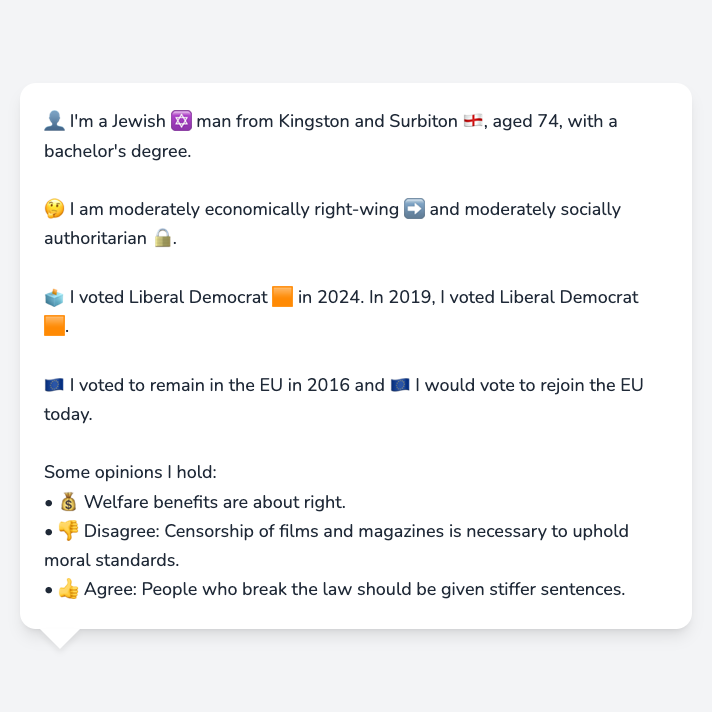 👤 I'm a Jewish ✡️ man from Kingston and Surbiton 🏴󠁧󠁢󠁥󠁮󠁧󠁿, aged 74, with a
bachelor's degree.
🤔 I am moderately economically right-wing ➡️ and moderately socially
authoritarian 🔒.
🗳️ I voted Liberal Democrat 🟧 in 2024. In 2019, I voted Liberal Democrat
🟧.
🇪🇺 I voted to remain in the EU in 2016 and 🇪🇺 I would vote to rejoin the EU
today.
Some opinions I hold:
• 💰 Welfare benefits are about right.
• 👎 Disagree: Censorship of films and magazines is necessary to uphold
moral standards.
• 👍 Agree: People who break the law should be given stiffer sentences.